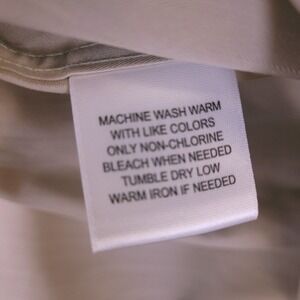 MACHINE WASH WARM
WITH LIKE COLORS
ONLY NON-CHLORINE
BLEACH WHEN NEEDED
TUMBLE DRY LOW
WARM IRON IF NEEDED